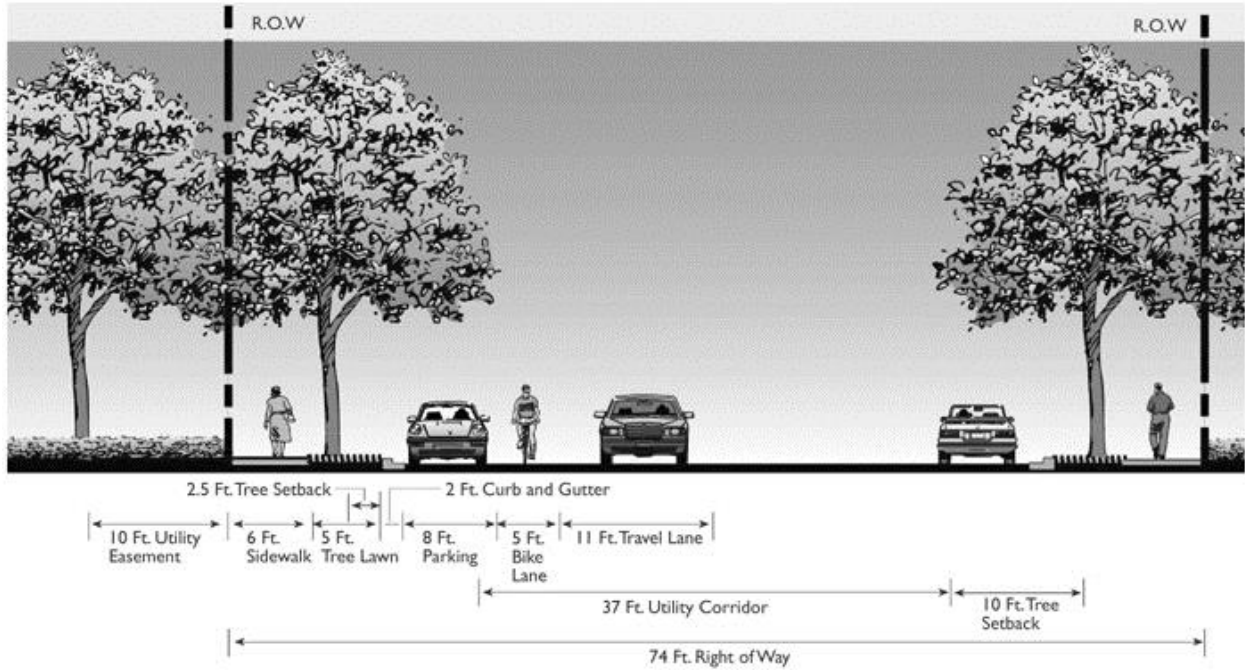 R.O.W
R.O.W
2.5 Ft. Tree Setback
2 Ft. Curb and Gutter
10 Ft. Utility
Easement
6 Ft.
Sidewalk
5 Ft.
Tree Lawn
8 Ft.
Parking
5 Ft.
Bike
Lane
11 Ft. Travel Lane
37 Ft. Utility Corridor
10 Ft. Tree
Setback
74 Ft. Right of Way